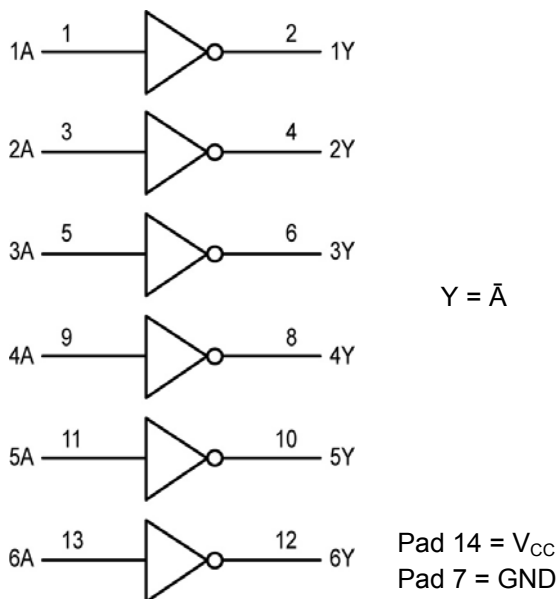 1A 1 2 1Y
2A 3 4 2Y
3A 5 6 3Y
Y = Ā
4A 9 8 4Y
5A 11 10 5Y
6A 13 12 6Y
Pad 14 = VCC
Pad 7 = GND